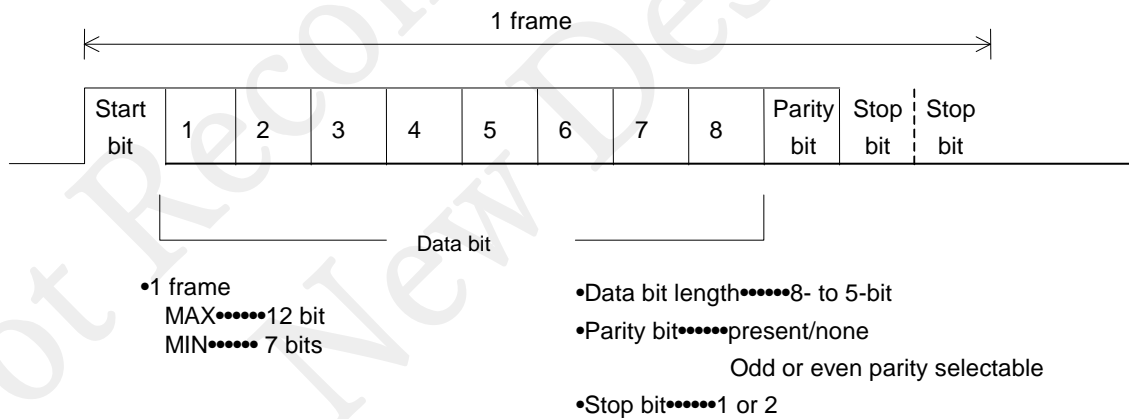 1 frame
Start bit 1 2 3 4 5 6 7 8 Parity bit Stop bit Stop bit
Data bit
•1 frame
MAX••••••12 bit
MIN•••••• 7 bits
•Data bit length••••••8- to 5-bit
•Parity bit••••••present/none
Odd or even parity selectable
•Stop bit••••••1 or 2